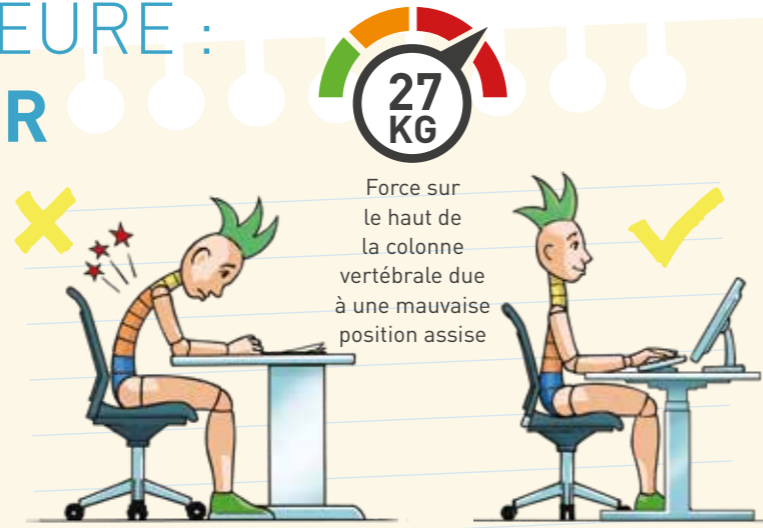 EURE :
R
27
KG
Force sur
le haut de
la colonne
vertébrale due
à une mauvaise
position assise